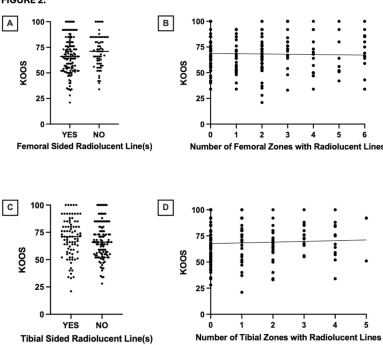 FIGURE 2.
A
100
75
50
25
0
KOOS
YES NO
Femoral Sided Radiolucent Line(s)
B
100
75
50
25
0
KOOS
0 1 2 3 4 5 6
Number of Femoral Zones with Radiolucent Lines
C
100
75
50
25
0
KOOS
YES NO
Tibial Sided Radiolucent Line(s)
D
100
75
50
25
0
KOOS
0 1 2 3 4 5
Number of Tibial Zones with Radiolucent Lines